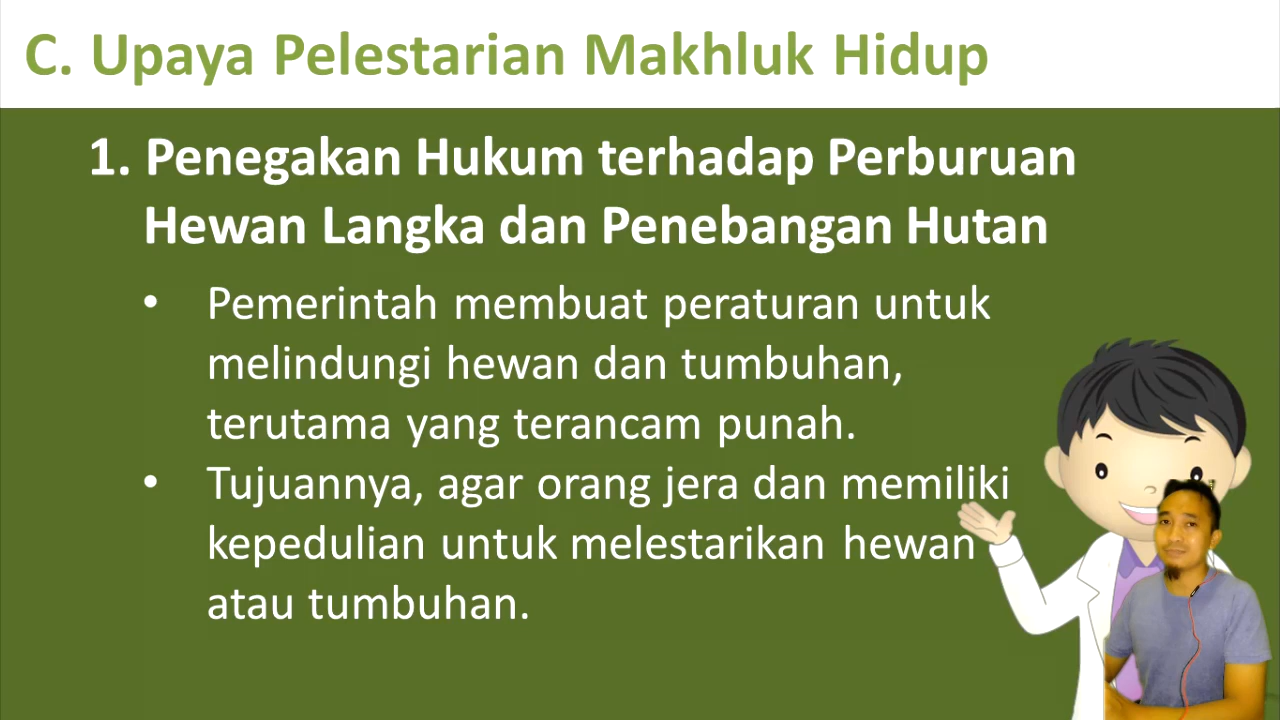 C. Upaya Pelestarian Makhluk Hidup
1. Penegakan Hukum terhadap Perburuan
Hewan Langka dan Penebangan Hutan
• Pemerintah membuat peraturan untuk
melindungi hewan dan tumbuhan,
terutama yang terancam punah.
• Tujuannya, agar orang jera dan memiliki
kepedulian untuk melestarikan hewan
atau tumbuhan.